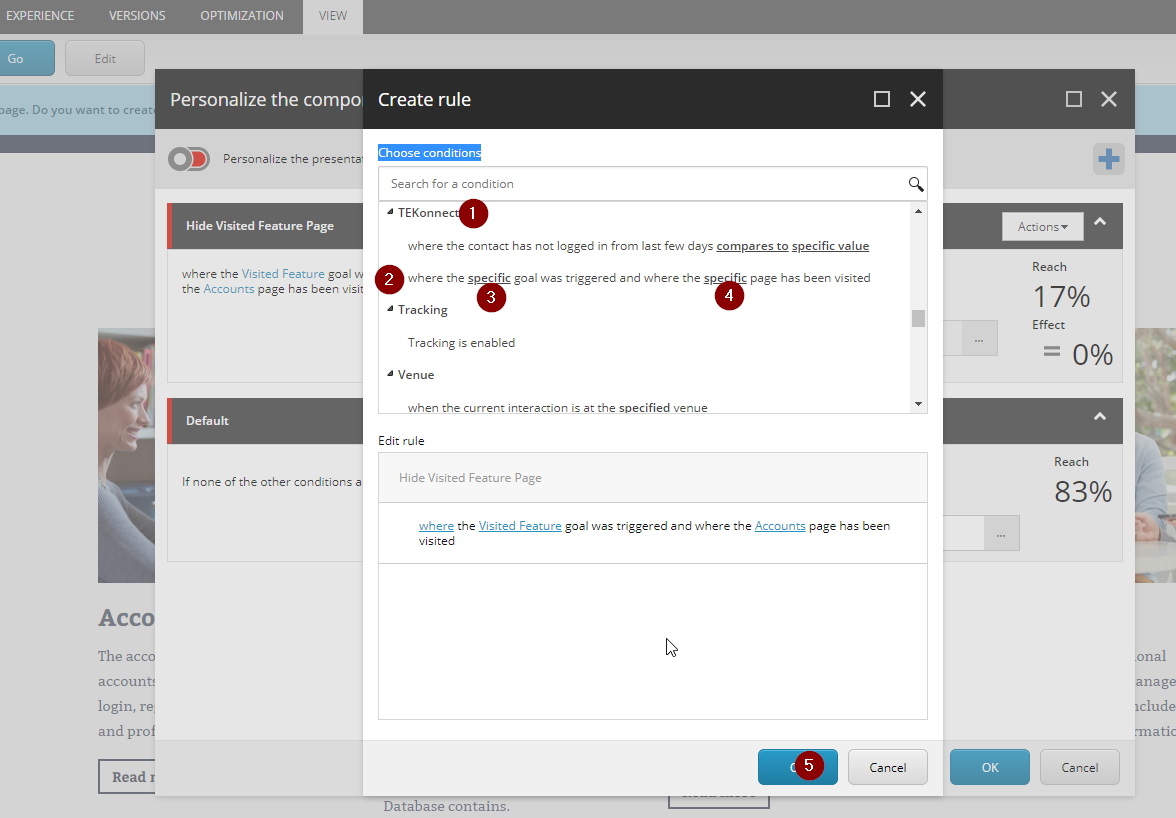 EXPERIENCE VERSIONS OPTIMIZATION VIEW
Go Edit
page. Do you want to create
Personalize the compo
Create rule
Personalize the presenta
Choose conditions
Search for a condition
TEKonnect 1
where the contact has not logged in from last few days compares to specific value
2 where the specific goal was triggered and where the specific page has been visited
3 4
Tracking
Tracking is enabled
Venue
when the current interaction is at the specified venue
Edit rule
Hide Visited Feature Page
where the Visited Feature goal was triggered and where the Accounts page has been
visited
5 Cancel
Hide Visited Feature Page
Actions
where the Visited Feature goal w
the Accounts page has been visit
Reach
17%
Effect
= 0%
...
Default
If none of the other conditions a
Reach
83%
...
OK Cancel
Acco
The acco
accounts
login, re
and prof
Read
Database contains.
onal
anage
nclude
rmatic